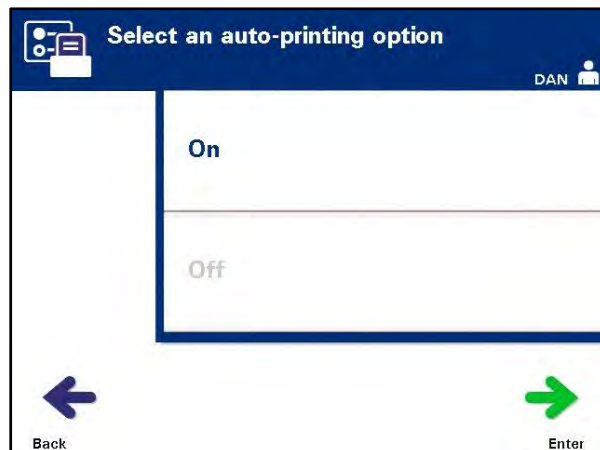 Select an auto-printing option
DAN
On
Off
Back
Enter